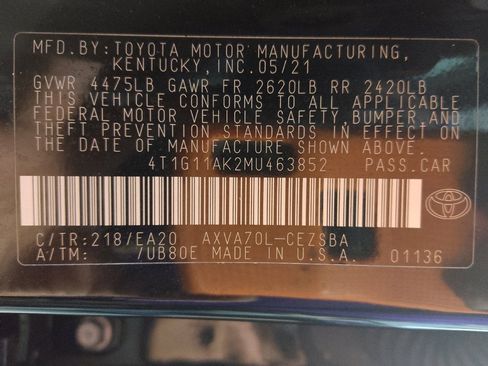 MFD.BY:TOYOTA MOTOR MANUFACTURING,
KENTUCKY,INC.05/21
GVWR 4475LB GAWR FR 2620LB RR 2420LB
THIS VEHICLE CONFORMS TO ALL APPLICABLE
FEDERAL MOTOR VEHICLE SAFETY,BUMPER,AND
THEFT PREVENTION STANDARDS IN EFFECT ON
THE DATE OF MANUFACTURE SHOWN ABOVE.
4T1G11AK2MU463852 PASS.CAR
C/TR:218/EA20 AXVA70L-CEZSBA
A/TM: /UB80E MADE IN U.S.A. 01136